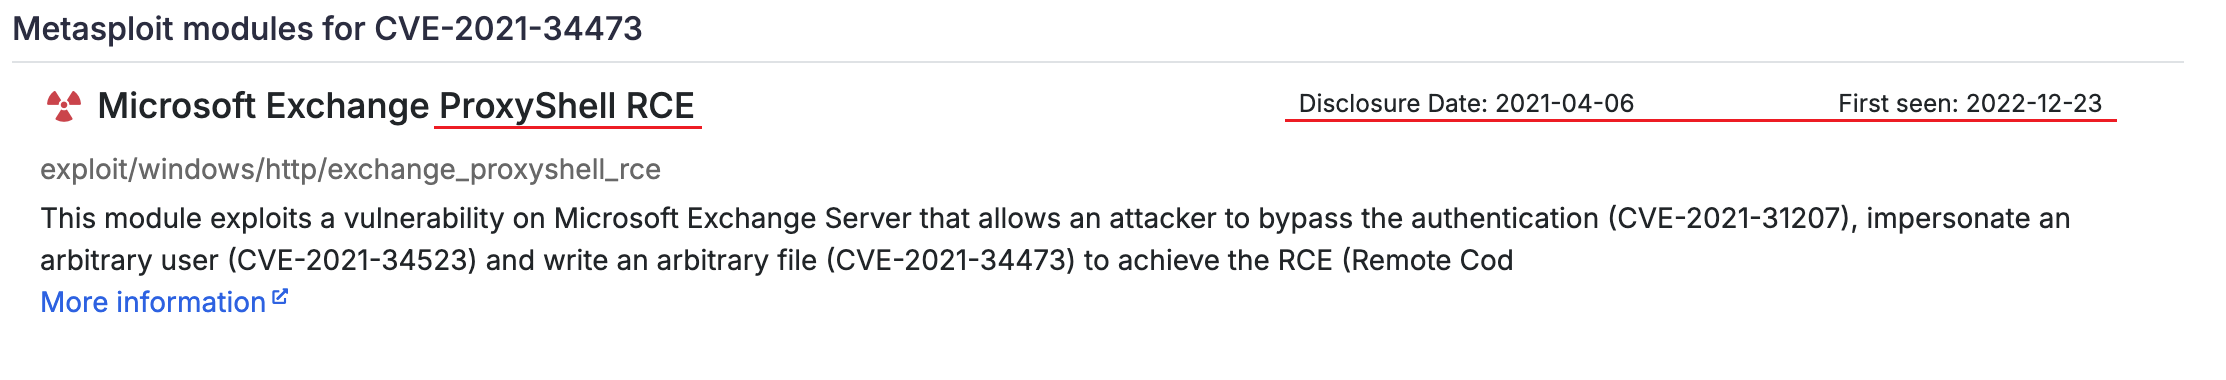 Metasploit modules for CVE-2021-34473
Microsoft Exchange ProxyShell RCE
Disclosure Date: 2021-04-06
First seen: 2022-12-23
exploit/windows/http/exchange_proxyshell_rce
This module exploits a vulnerability on Microsoft Exchange Server that allows an attacker to bypass the authentication (CVE-2021-31207), impersonate an
arbitrary user (CVE-2021-34523) and write an arbitrary file (CVE-2021-34473) to achieve the RCE (Remote Cod
More information